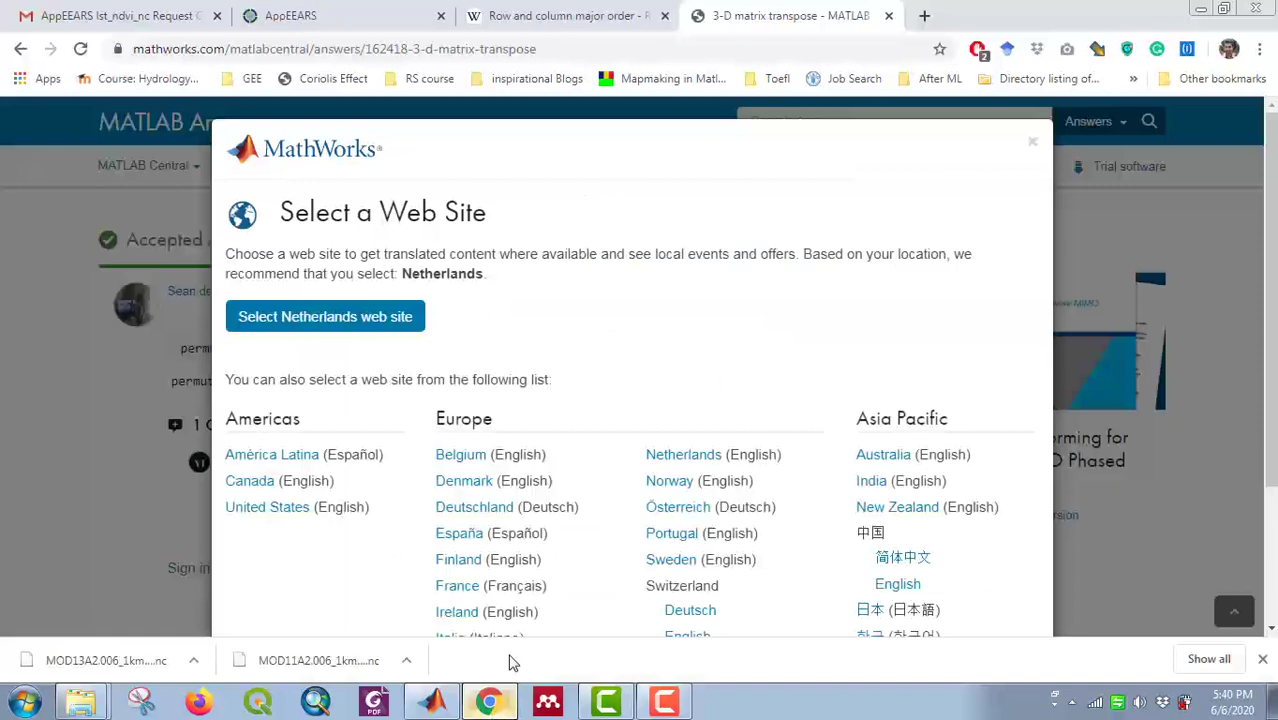 AppEEARS lst_ndvi_nc Request C
AppEEARS
Row and column major order -
3-D matrix transpose - MATLAB
mathworks.com/matlabcentral/answers/162418-3-d-matrix-transpose
2
Apps
Course: Hydrology...
GEE
Coriolis Effect
RS course
inspirational Blogs
Mapmaking in Matl...
Toefl
Job Search
After ML
Directory listing of...
Other bookmarks
MATLAB
Answers
MathWorks®
MATLAB Central
Trial software
Select a Web Site
Accepted
Choose a web site to get translated content where available and see local events and offers. Based on your location, we
recommend that you select: Netherlands.
Sean de
Select Netherlands web site
permu
permut
You can also select a web site from the following list:
Americas
Europe
Asia Pacific
América Latina (Español)
Canada (English)
United States (English)
Belgium (English)
Denmark (English)
Deutschland (Deutsch)
España (Español)
Finland (English)
France (Français)
Ireland (English)
Netherlands (English)
Norway (English)
Österreich (Deutsch)
Portugal (English)
Sweden (English)
Switzerland
Deutsch
English
Australia (English)
India (English)
New Zealand (English)
中国
简体中文
English
日本 (日本語)
Sign in
MOD13A2.006_1km....nc
MOD11A2.006_1km....nc
Show all
PDF
5:40 PM
6/6/2020